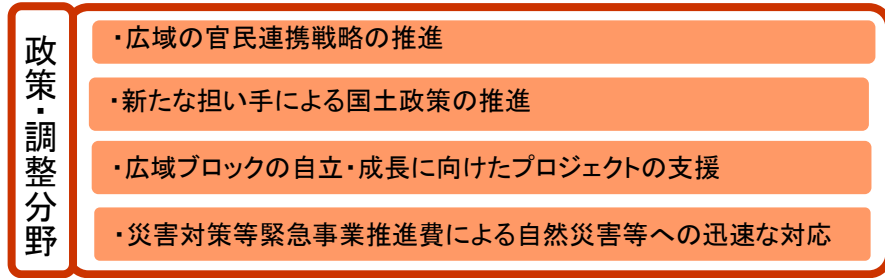 政策・調整分野
・広域の官民連携戦略の推進
・新たな担い手による国土政策の推進
・広域ブロックの自立・成長に向けたプロジェクトの支援
・災害対策等緊急事業推進費による自然災害等への迅速な対応